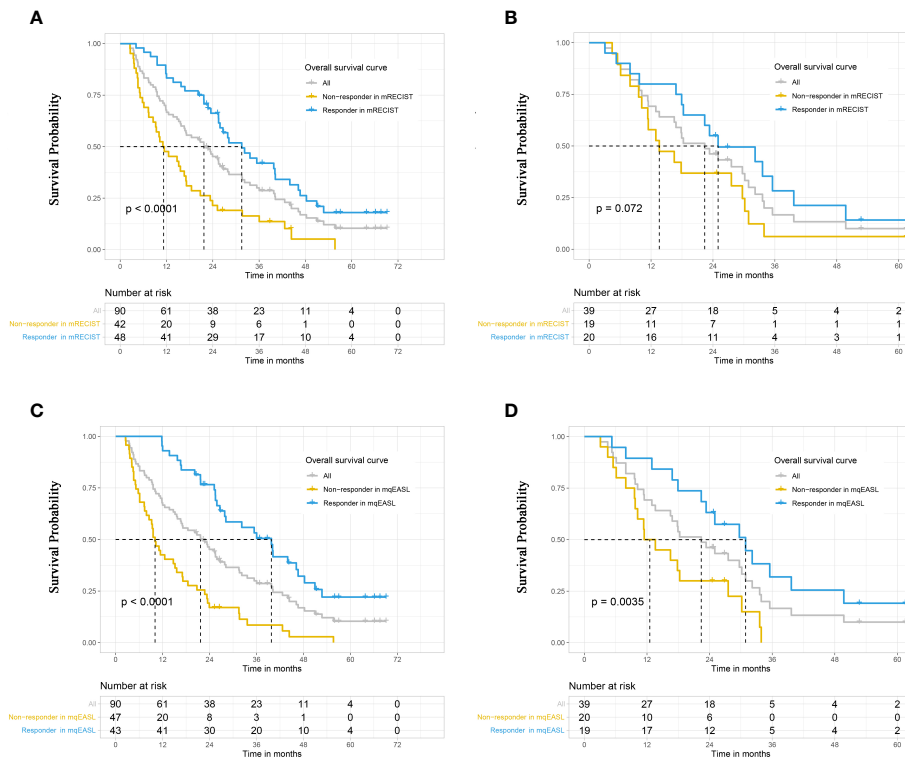 A
Survival Probability
1.00
0.75
0.50
0.25
0.00
Overall survival curve
All
Non-responder in mRECIST
Responder in mRECIST
p < 0.0001
0 12 24 36 48 60 72
Time in months
Number at risk
All 90 61 38 23 11 4 0
Non-responder in mRECIST 42 20 9 6 1 0 0
Responder in mRECIST 48 41 29 17 10 4 0
0 12 24 36 48 60 72
Time in months
B
Survival Probability
1.00
0.75
0.50
0.25
0.00
Overall survival curve
All
Non-responder in mRECIST
Responder in mRECIST
p = 0.072
0 12 24 36 48 60
Time in months
Number at risk
All 39 27 18 5 4 2
Non-responder in mRECIST 19 11 7 1 1 1
Responder in mRECIST 20 16 11 4 3 1
0 12 24 36 48 60
Time in months
C
Survival Probability
1.00
0.75
0.50
0.25
0.00
Overall survival curve
All
Non-responder in mqEASL
Responder in mqEASL
p < 0.0001
0 12 24 36 48 60 72
Time in months
Number at risk
All 90 61 38 23 11 4 0
Non-responder in mqEASL 47 20 8 3 1 0 0
Responder in mqEASL 43 41 30 20 10 4 0
0 12 24 36 48 60 72
Time in months
D
Survival Probability
1.00
0.75
0.50
0.25
0.00
Overall survival curve
All
Non-responder in mqEASL
Responder in mqEASL
p = 0.0035
0 12 24 36 48 60
Time in months
Number at risk
All 39 27 18 5 4 2
Non-responder in mqEASL 20 10 6 0 0 0
Responder in mqEASL 19 17 12 5 4 2
0 12 24 36 48 60
Time in months